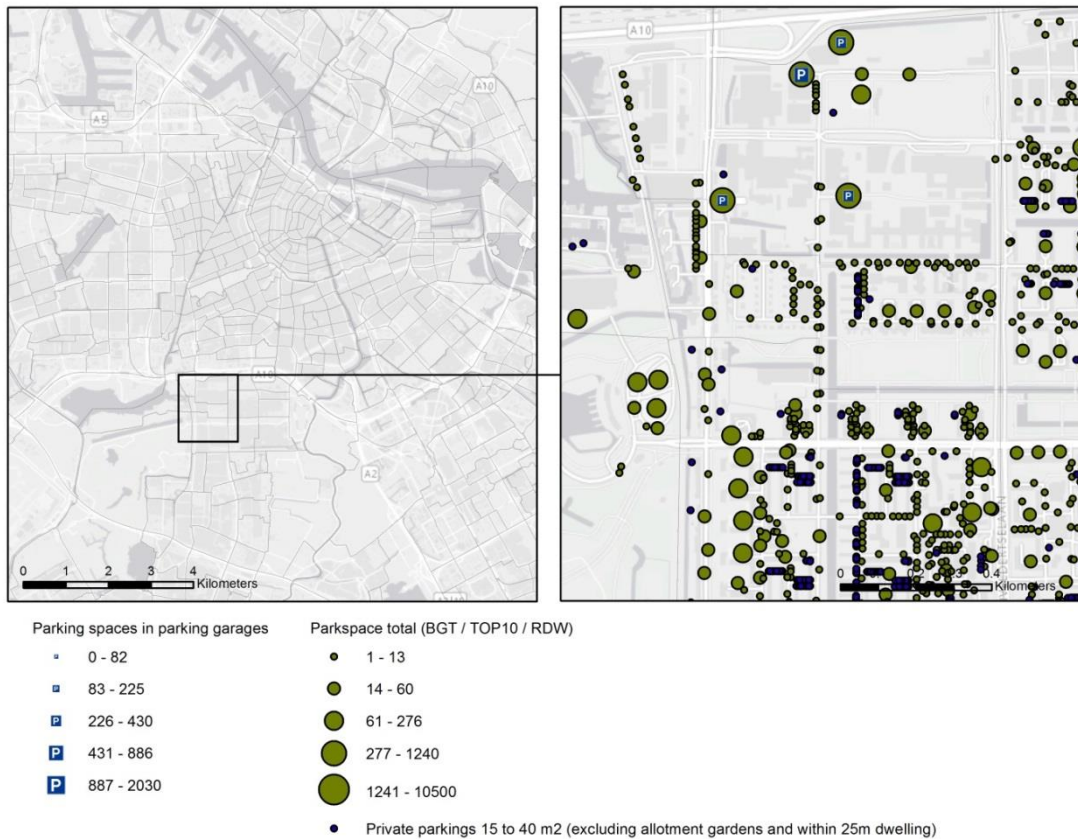 A5
A10
A10
A2
0 1 2 3 4
Kilometers
A10
P
P
P
P
0 0.4
Kilometers
Parking spaces in parking garages
0 - 82
P 83 - 225
P 226 - 430
P 431 - 886
P 887 - 2030
Parkspace total (BGT / TOP10 / RDW)
1 - 13
14 - 60
61 - 276
277 - 1240
1241 - 10500
Private parkings 15 to 40 m2 (excluding allotment gardens and within 25m dwelling)